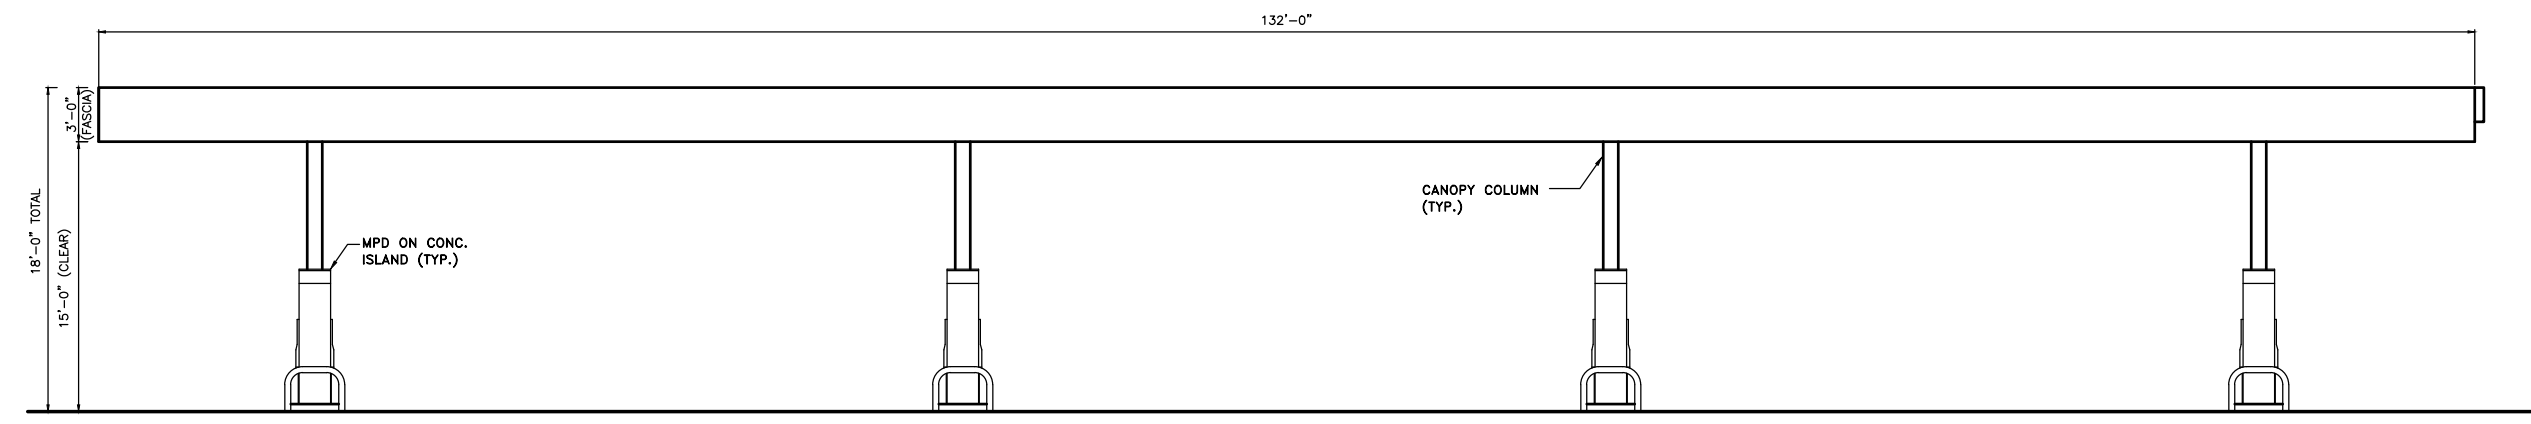 132'-0"
3'-0"
(FASCIA)
18'-0" TOTAL
15'-0" (CLEAR)
CANOPY COLUMN
(TYP.)
MPD ON CONC.
ISLAND (TYP.)